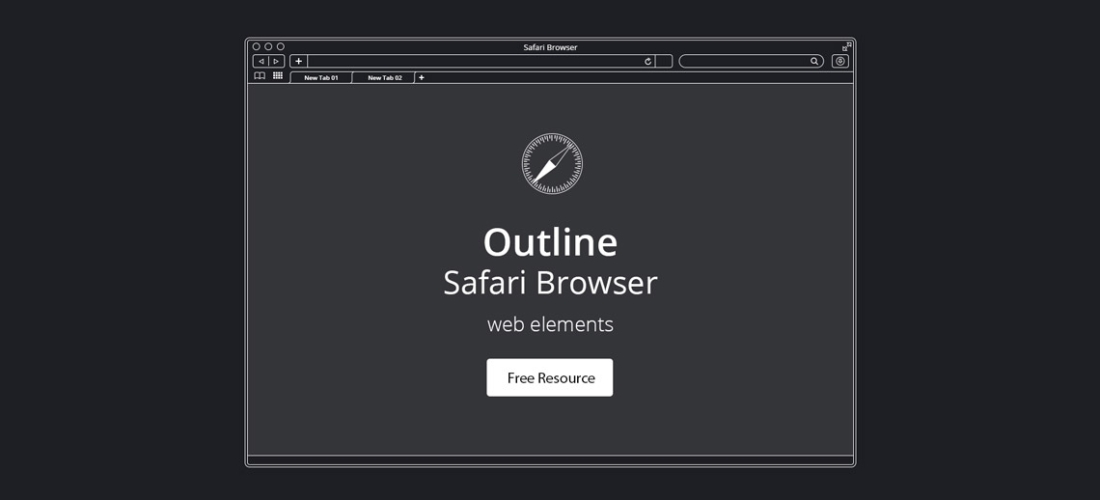 Safari Browser
New Tab 01
New Tab 02
Outline
Safari Browser
web elements
Free Resource